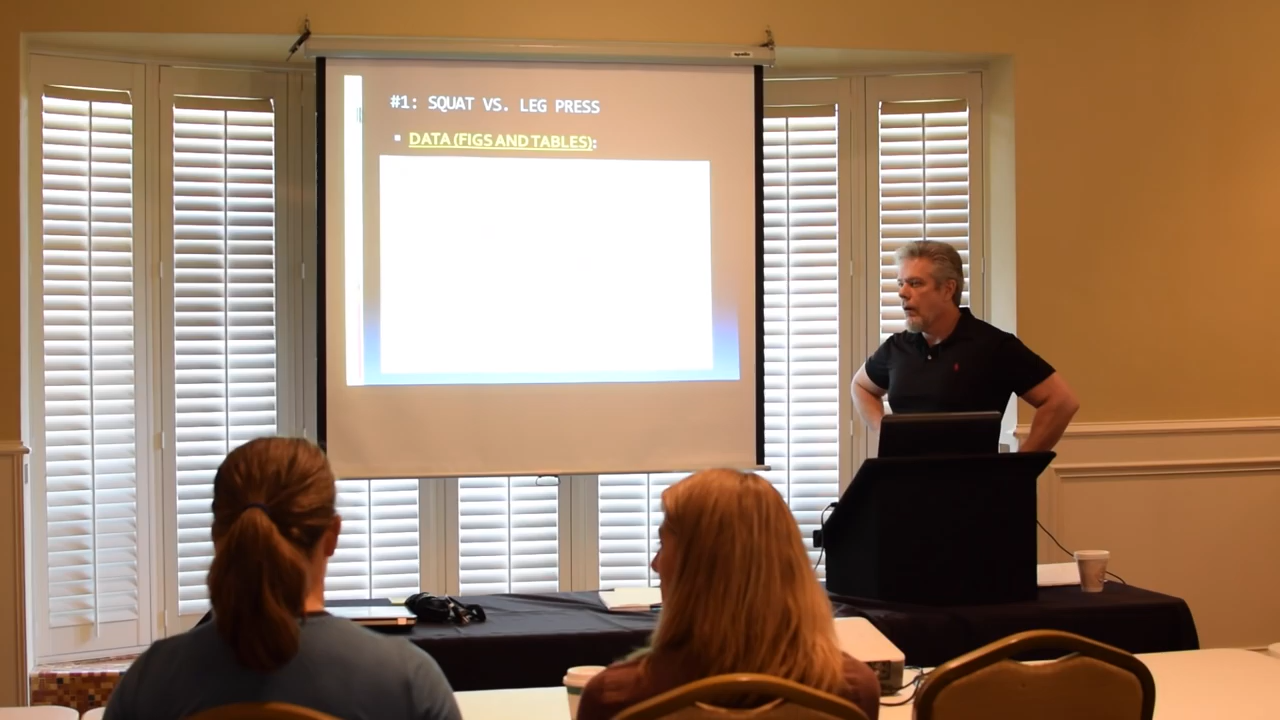 #1: SQUAT VS. LEG PRESS
▪ DATA (FIGS AND TABLES):